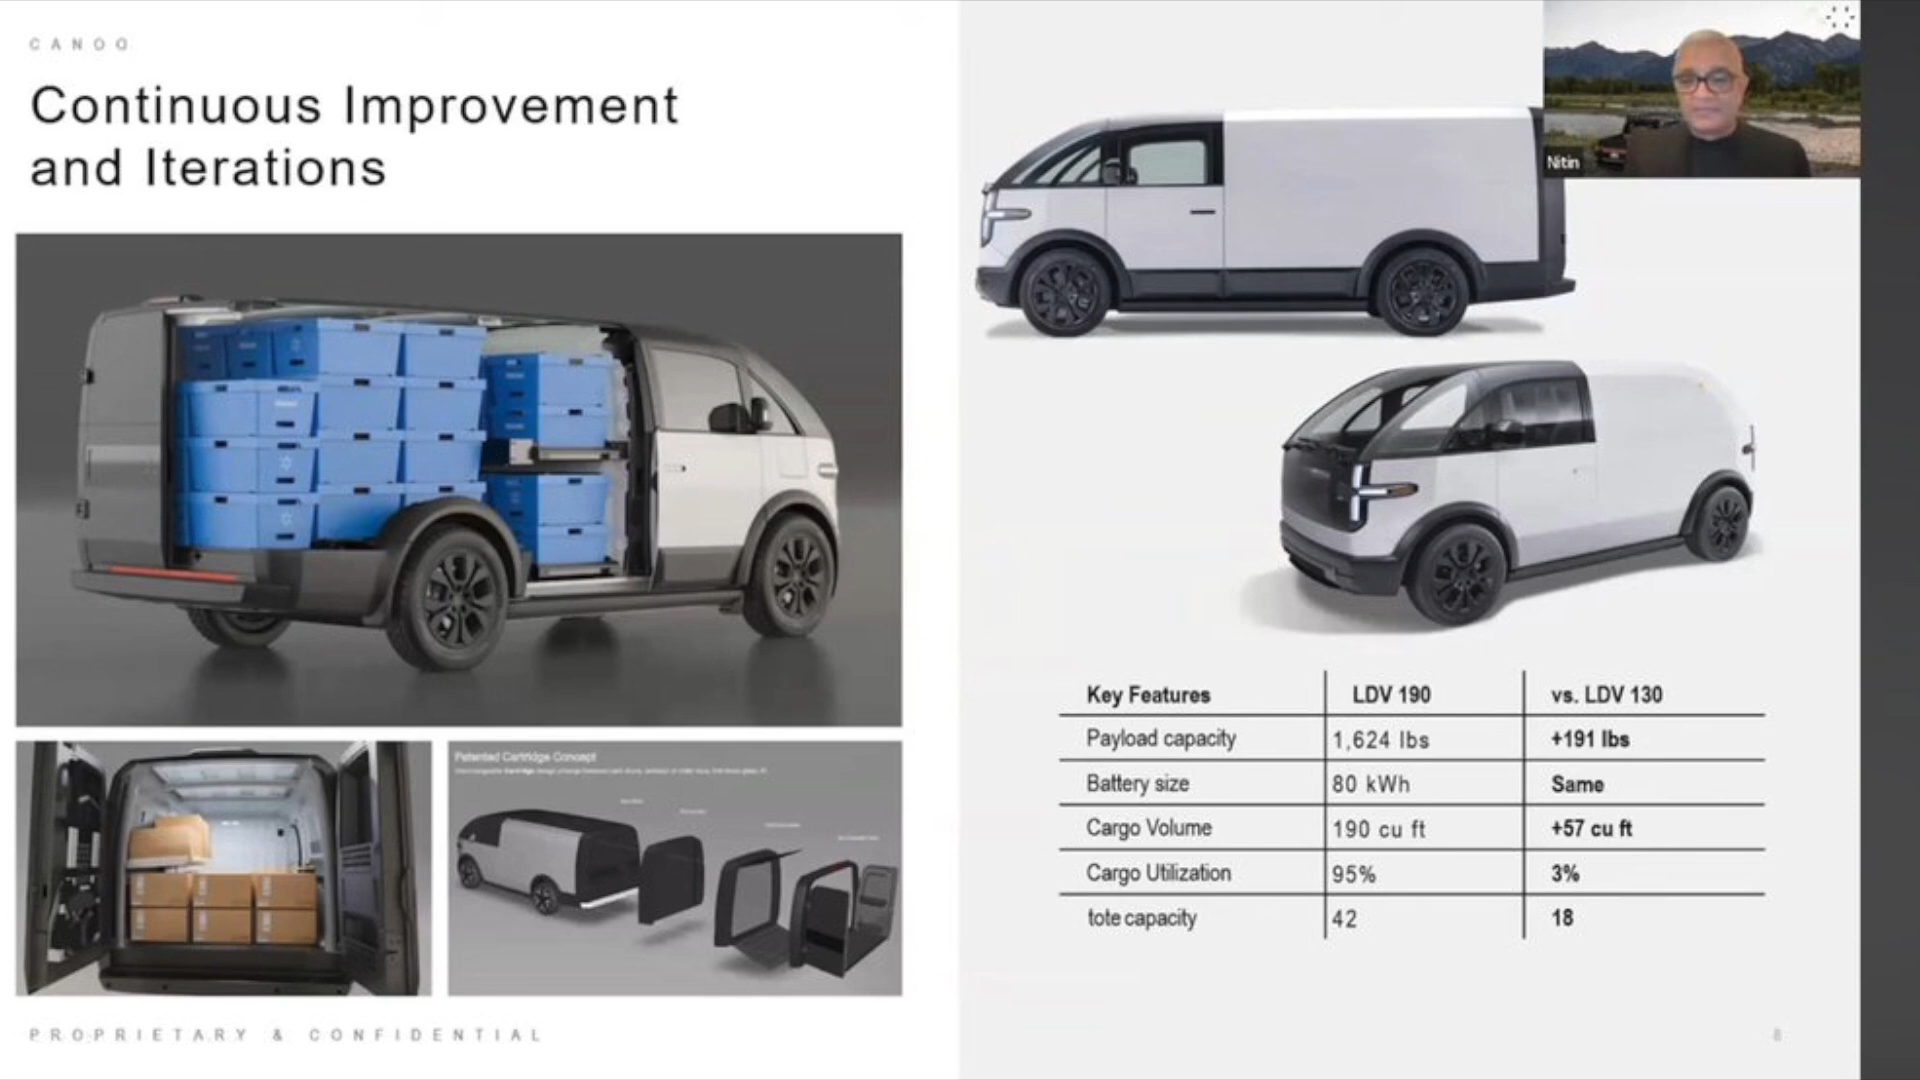 CANOO
Continuous Improvement
and Iterations
Nitin
Patented Cartridge Concept
Key Features LDV 190 vs. LDV 130
Payload capacity 1,624 lbs +191 lbs
Battery size 80 kWh Same
Cargo Volume 190 cu ft +57 cu ft
Cargo Utilization 95% 3%
tote capacity 42 18
PROPRIETARY & CONFIDENTIAL
8